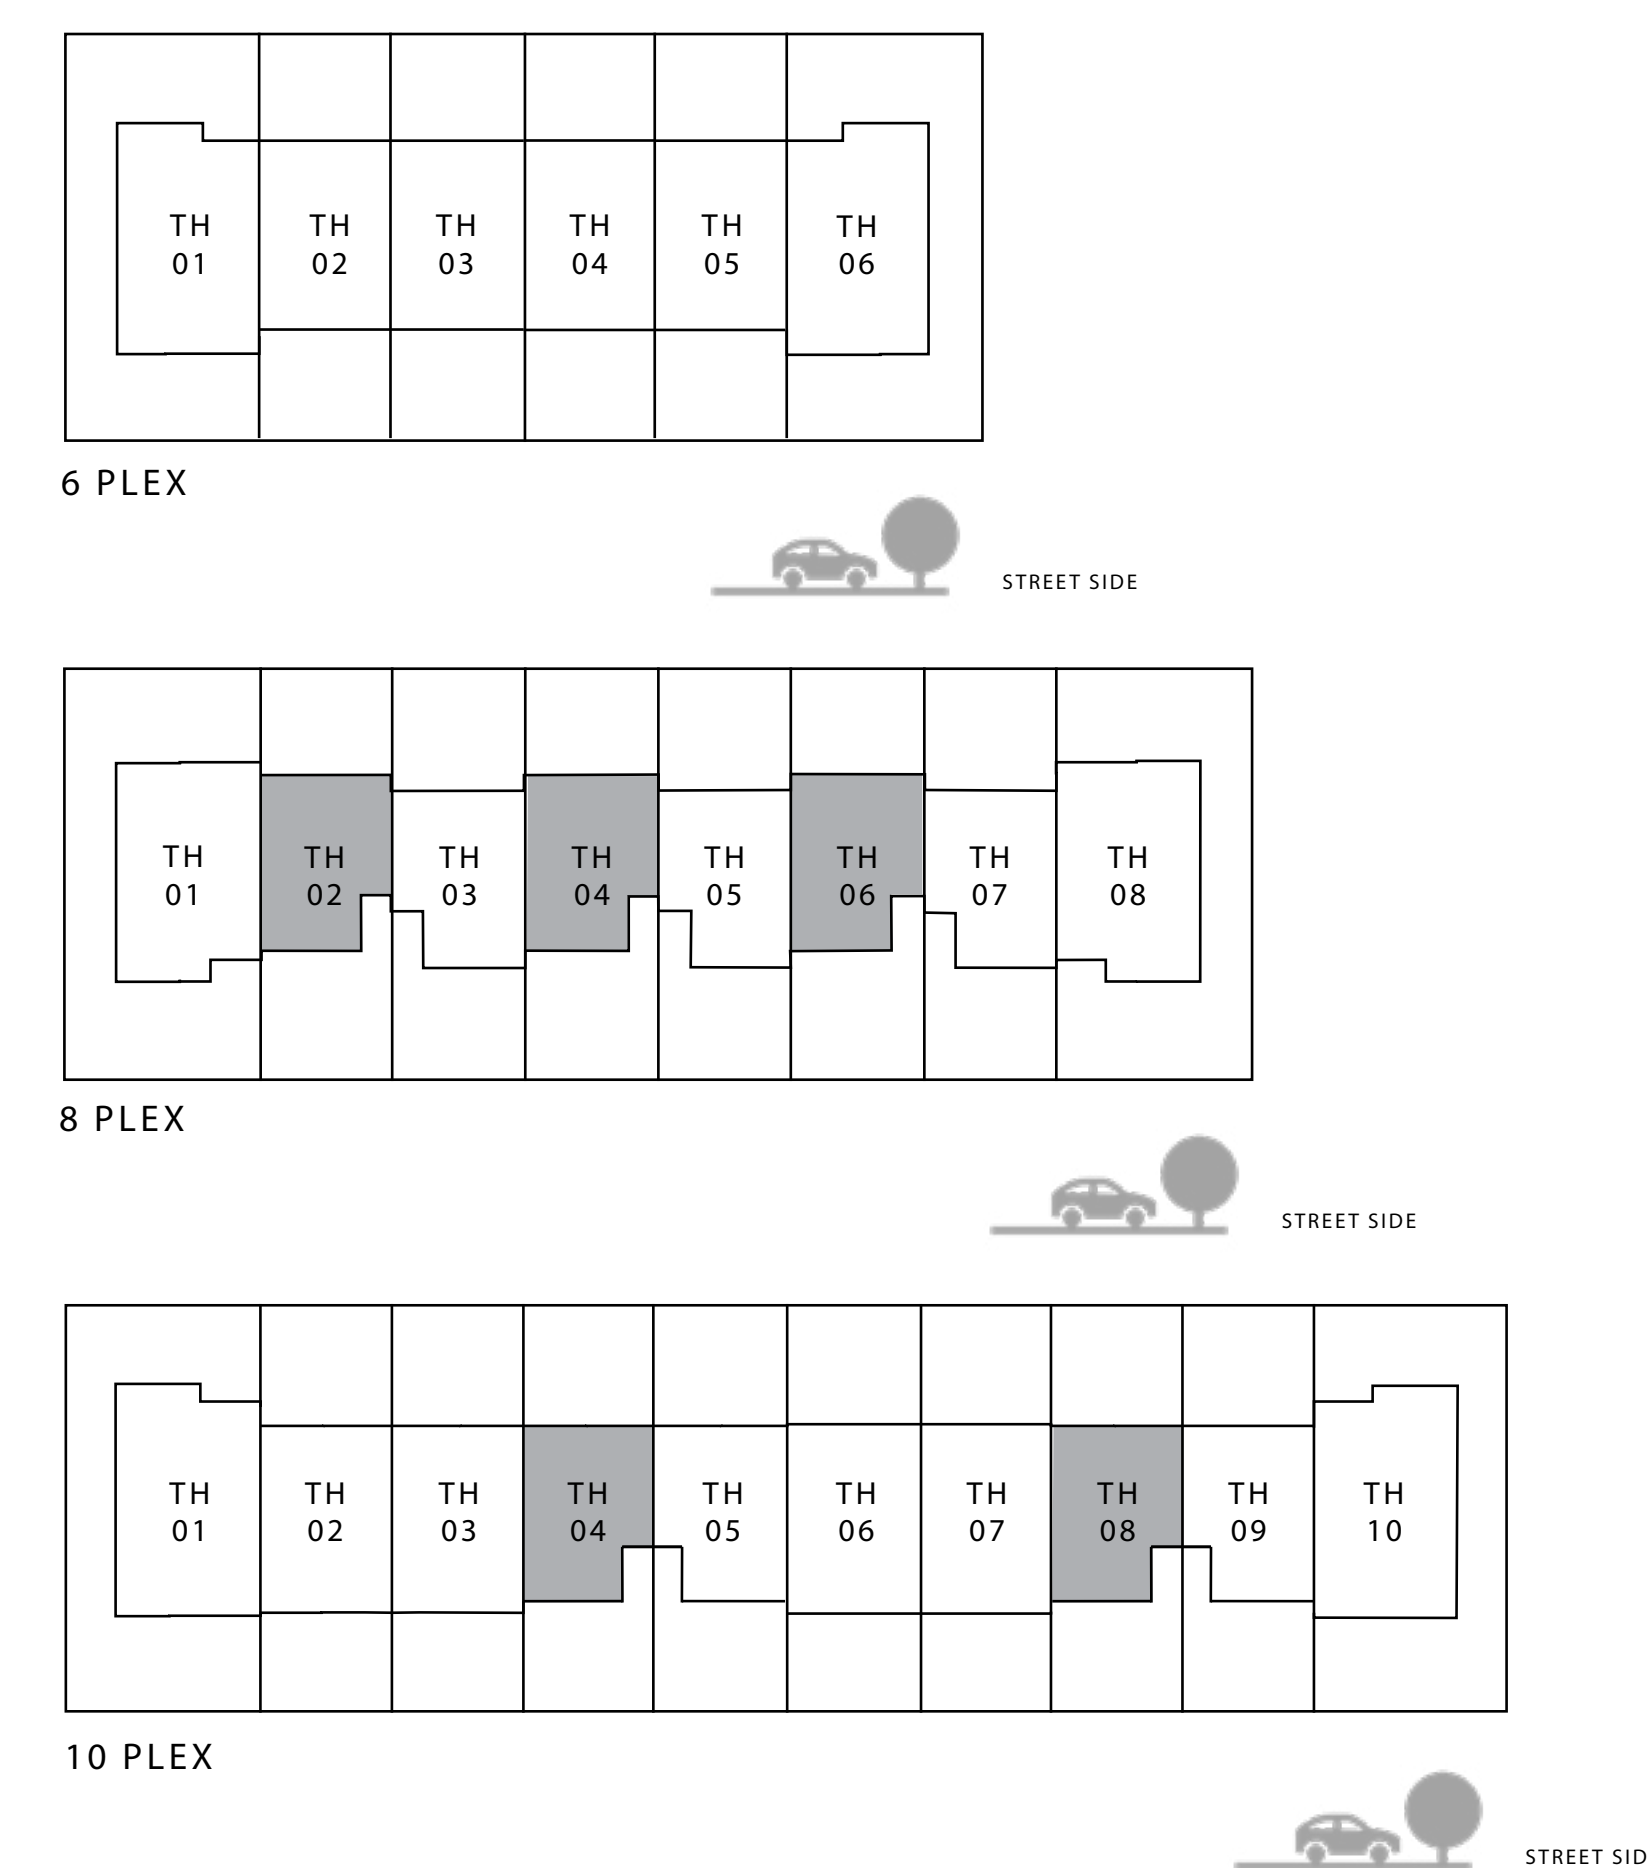 TH TH TH TH TH TH
01 02 03 04 05 06
6 PLEX
STREET SIDE
TH TH TH TH TH TH TH TH
01 02 03 04 05 06 07 08
8 PLEX
STREET SIDE
TH TH TH TH TH TH TH TH TH TH
01 02 03 04 05 06 07 08 09 10
10 PLEX
STREET SID